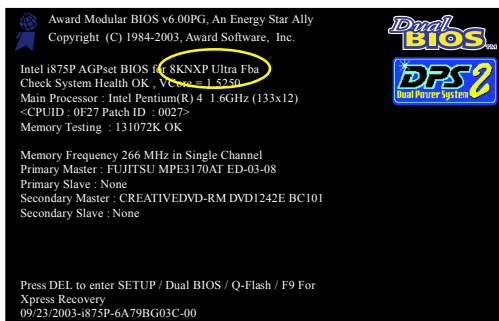 Award Modular BIOS v6.00PG, An Energy Star Ally
Copyright (C) 1984-2003, Award Software, Inc.
Dual
BIOS TM
Intel i875P AGPset BIOS for 8KNXP Ultra Fba
Check System Health OK , VCore = 1.5250
DPS 2
Dual Power System
Main Processor : Intel Pentium(R) 4 1.6GHz (133x12)
<CPUID : 0F27 Patch ID : 0027>
Memory Testing : 131072K OK
Memory Frequency 266 MHz in Single Channel
Primary Master : FUJITSU MPE3170AT ED-03-08
Primary Slave : None
Secondary Master : CREATIVEDVD-RM DVD1242E BC101
Secondary Slave : None
Press DEL to enter SETUP / Dual BIOS / Q-Flash / F9 For
Xpress Recovery
09/23/2003-i875P-6A79BG03C-00